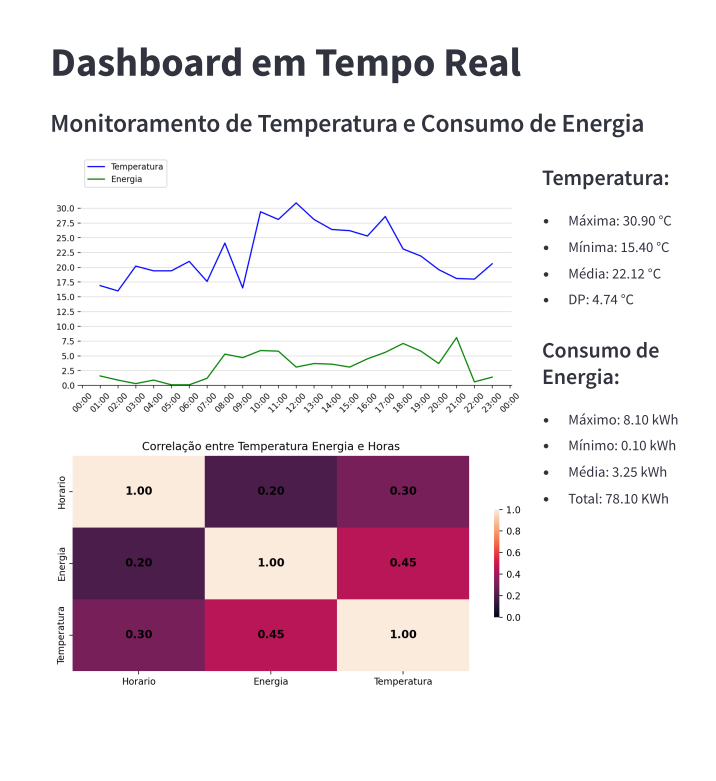 Dashboard em Tempo Real
Monitoramento de Temperatura e Consumo de Energia
Temperatura
Energia
30.0
27.5
25.0
22.5
20.0
17.5
15.0
12.5
10.0
7.5
5.0
2.5
0.0
00:00 01:00 02:00 03:00 04:00 05:00 06:00 07:00 08:00 09:00 10:00 11:00 12:00 13:00 14:00 15:00 16:00 17:00 18:00 19:00 20:00 21:00 22:00 23:00 00:00
Temperatura:
• Máxima: 30.90 °C
• Mínima: 15.40 °C
• Média: 22.12 °C
• DP: 4.74 °C
Consumo de
Energia:
• Máximo: 8.10 kWh
• Mínimo: 0.10 kWh
• Média: 3.25 kWh
• Total: 78.10 KWh
Correlação entre Temperatura Energia e Horas
Horario
1.00 0.20 0.30
Energia
0.20 1.00 0.45
Temperatura
0.30 0.45 1.00
Horario Energia Temperatura
1.0
0.8
0.6
0.4
0.2
0.0